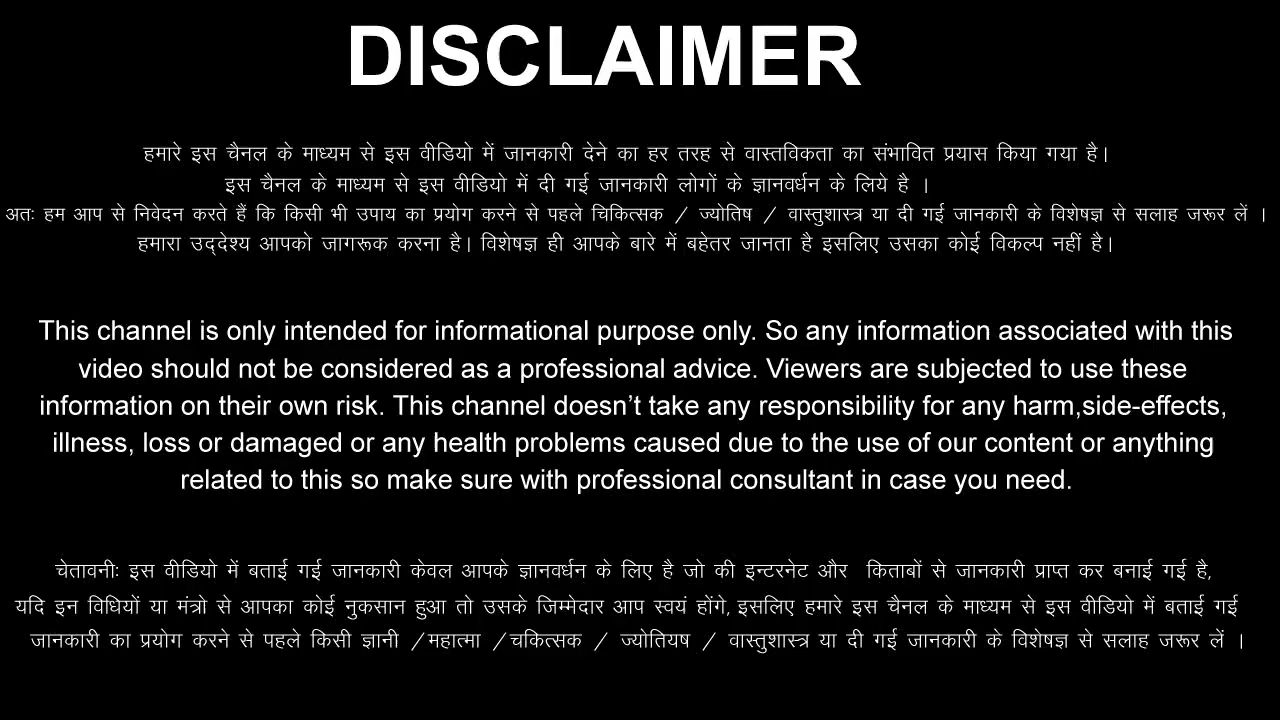 DISCLAIMER
हमारे इस चैनल के माध्यम से इस वीडियो में जानकारी देने का हर तरह से वास्तविकता का संभावित प्रयास किया गया है।
इस चैनल के माध्यम से इस वीडियो में दी गई जानकारी लोगों के ज्ञानवर्धन के लिये है ।
अतः हम आप से निवेदन करते हैं कि किसी भी उपाय का प्रयोग करने से पहले चिकित्सक / ज्योतिष / वास्तुशास्त्र या दी गई जानकारी के विशेषज्ञ से सलाह जरूर लें ।
हमारा उद्देश्य आपको जागरूक करना है। विशेषज्ञ ही आपके बारे में बहेतर जानता है इसलिए उसका कोई विकल्प नहीं है।
This channel is only intended for informational purpose only. So any information associated with this
video should not be considered as a professional advice. Viewers are subjected to use these
information on their own risk. This channel doesn’t take any responsibility for any harm,side-effects,
illness, loss or damaged or any health problems caused due to the use of our content or anything
related to this so make sure with professional consultant in case you need.
चेतावनीः इस वीडियो में बताई गई जानकारी केवल आपके ज्ञानवर्धन के लिए है जो की इन्टरनेट और किताबों से जानकारी प्राप्त कर बनाई गई है,
यदि इन विधियों या मंत्रो से आपका कोई नुकसान हुआ तो उसके जिम्मेदार आप स्वयं होंगे, इसलिए हमारे इस चैनल के माध्यम से इस वीडियो में बताई गई
जानकारी का प्रयोग करने से पहले किसी ज्ञानी /महात्मा /चकित्सक / ज्योतियष / वास्तुशास्त्र या दी गई जानकारी के विशेषज्ञ से सलाह जरूर लें ।